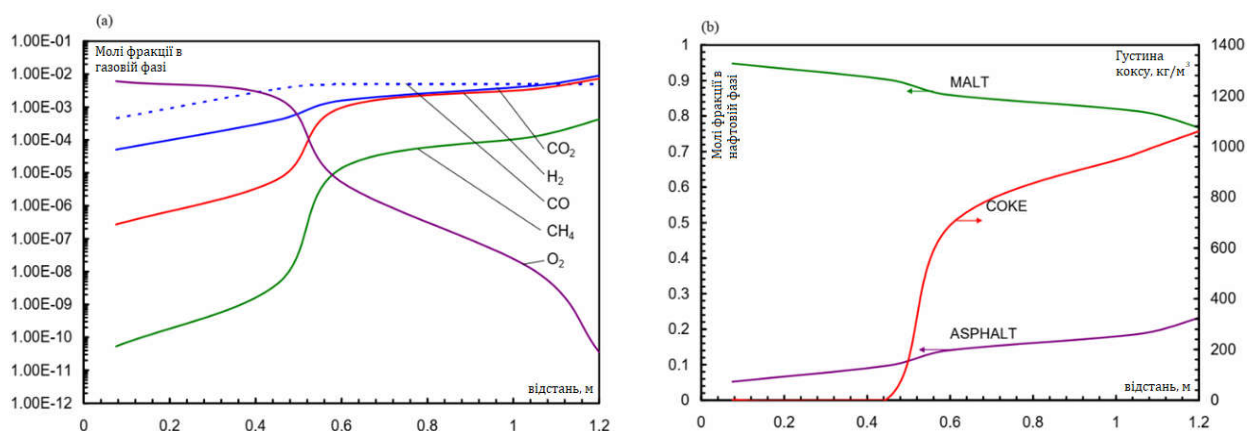 (a)
Молі фракції в
газовій фазі
1.00E-01
1.00E-02
1.00E-03
1.00E-04
1.00E-05
1.00E-06
1.00E-07
1.00E-08
1.00E-09
1.00E-10
1.00E-11
1.00E-12
CO₂
H₂
CO
CH₄
O₂
відстань, м
0 0.2 0.4 0.6 0.8 1 1.2
(b)
Молі фракції в
нафтовій фазі
Густина
коксу, кг/м³
1
0.9
0.8
0.7
0.6
0.5
0.4
0.3
0.2
0.1
0
MALT
COKE
ASPHALT
1400
1200
1000
800
600
400
200
0
відстань, м
0 0.2 0.4 0.6 0.8 1 1.2